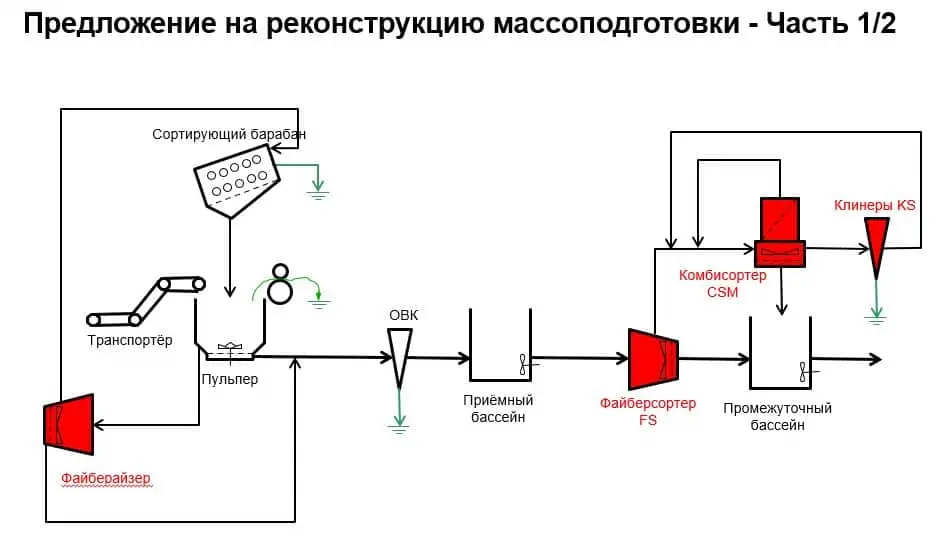 Предложение на реконструкцию массоподготовки - Часть 1/2
Сортирующий барабан
Клинеры KS
Комбисортер
CSM
Транспортёр
ОВК
Пульпер
Приёмный
бассейн
Файберсортер
FS
Промежуточный
бассейн
Файберайзер